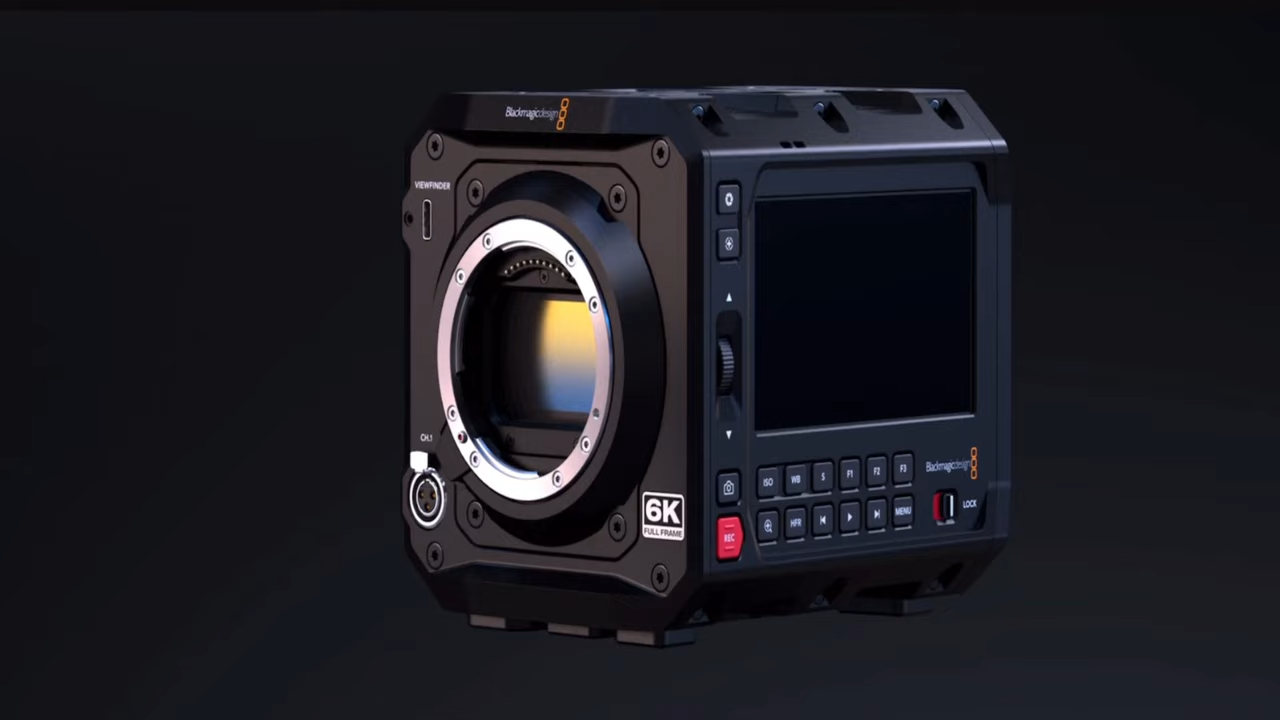 Blackmagicdesign
VIEWFINDER
CH.1
6K
FULL FRAME
ISO
WB
S
F1
F2
F3
REC
HFR
MENU
Blackmagicdesign
LOCK